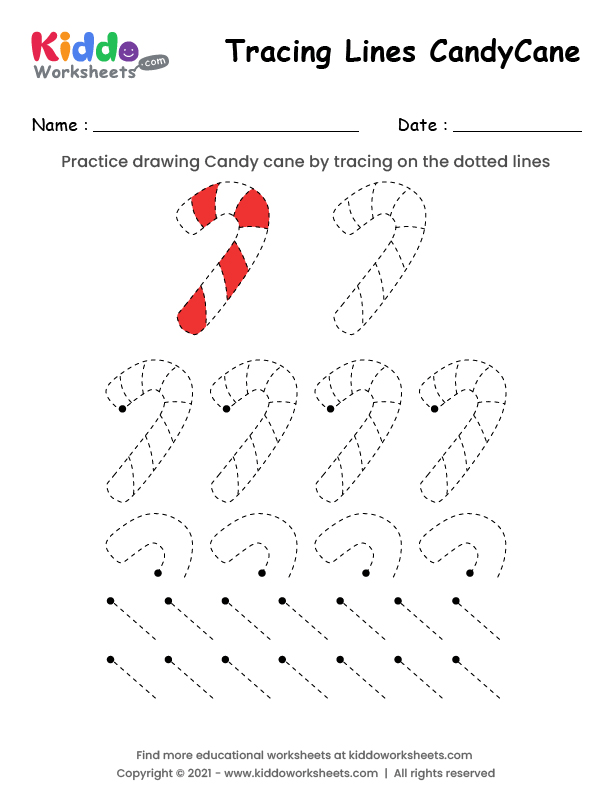 Kiddo
Worksheets.com
Tracing Lines CandyCane
Name :
Date :
Practice drawing Candy cane by tracing on the dotted lines
Find more educational worksheets at kiddoworksheets.com
Copyright © 2021 - www.kiddoworksheets.com | All rights reserved